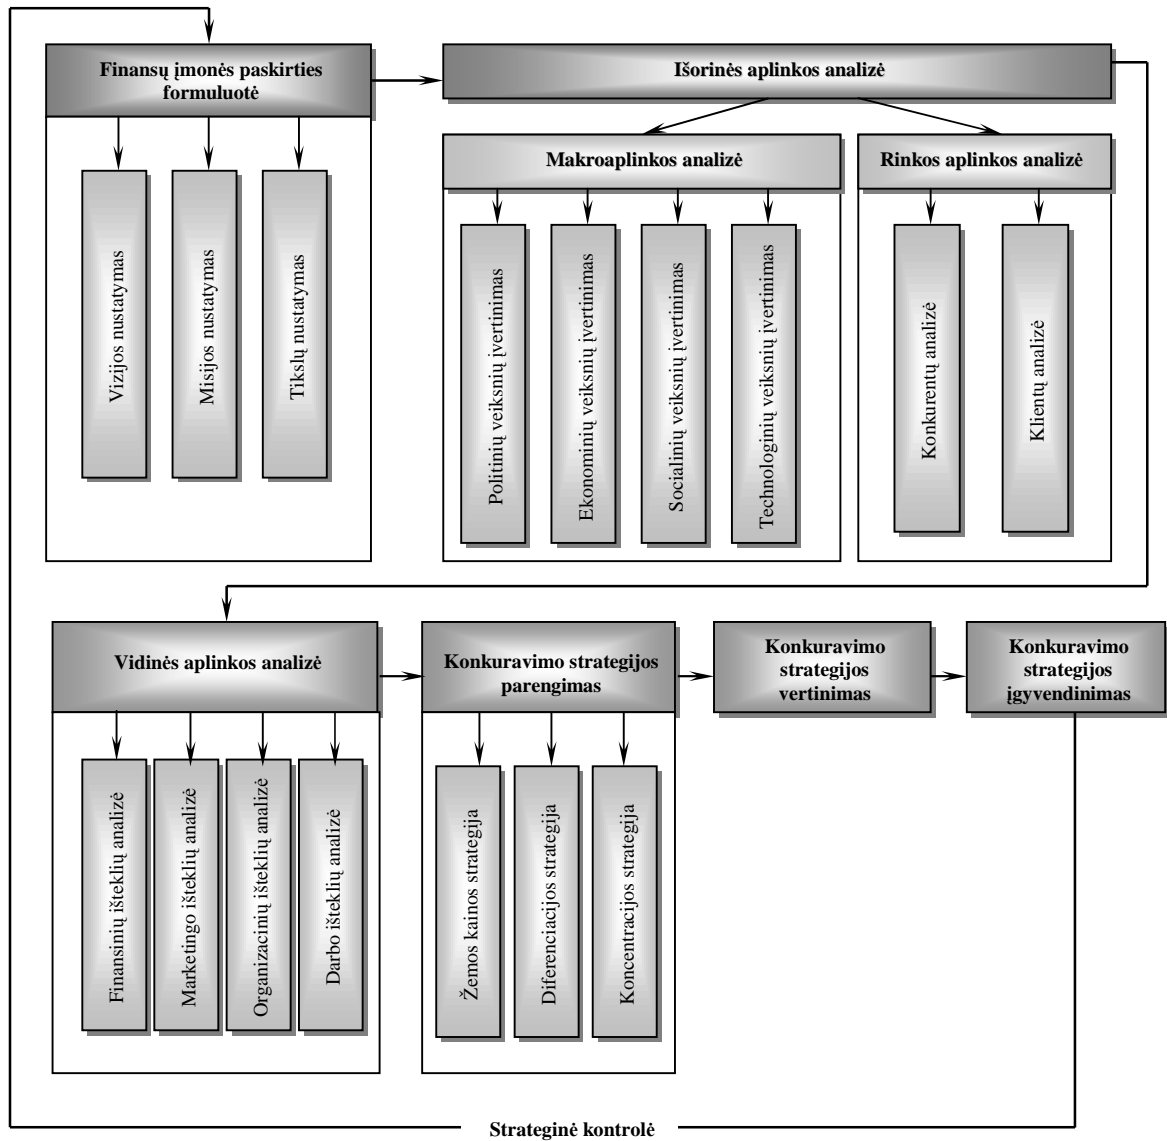 Finansų įmonės paskirties
formuluotė
Išorinės aplinkos analizė
Makroaplinkos analizė
Rinkos aplinkos analizė
Vizijos nustatymas
Misijos nustatymas
Tikslų nustatymas
Politinių veiksnių įvertinimas
Ekonominių veiksnių įvertinimas
Socialinių veiksnių įvertinimas
Technologinių veiksnių įvertinimas
Konkurentų analizė
Klientų analizė
Vidinės aplinkos analizė
Konkuravimo strategijos
parengimas
Konkuravimo
strategijos
vertinimas
Konkuravimo
strategijos
įgyvendinimas
Finansinių išteklių analizė
Marketingo išteklių analizė
Organizacinių išteklių analizė
Darbo išteklių analizė
Žemos kainos strategija
Diferenciacijos strategija
Koncentracijos strategija
Strateginė kontrolė